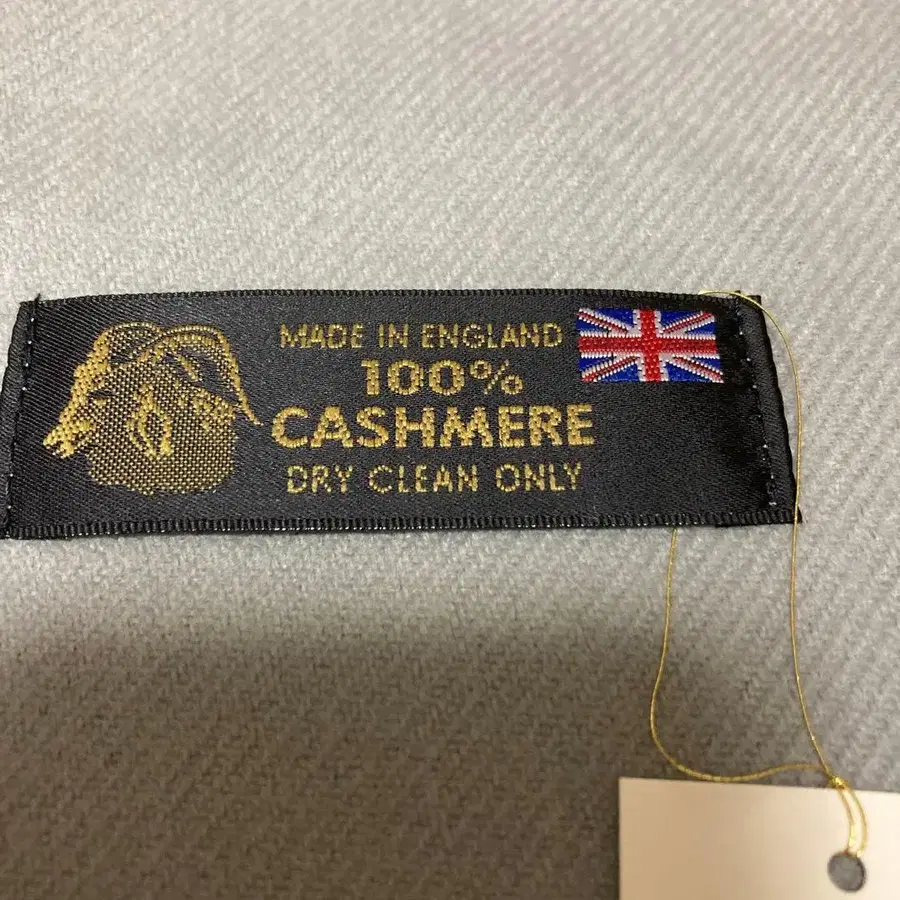 MADE IN ENGLAND
100%
CASHMERE
DRY CLEAN ONLY